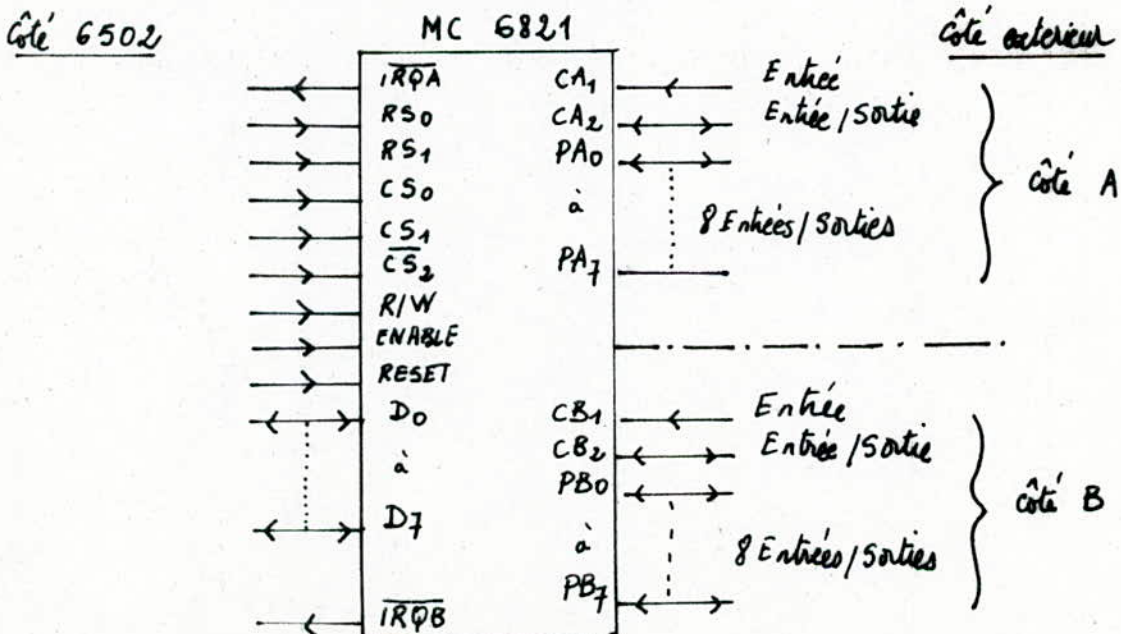 Côté 6502
MC 6821
Côté exterieur
IRQA
RS0
RS1
CS0
CS1
CS2
R/W
ENABLE
RESET
D0
à
D7
IRQB
CA1
CA2
PA0
à
PA7
CB1
CB2
PB0
à
PB7
Entrée
Entrée / Sortie
8 Entrées / Sorties
Côté A
Entrée
Entrée / Sortie
8 Entrées / Sorties
Côté B